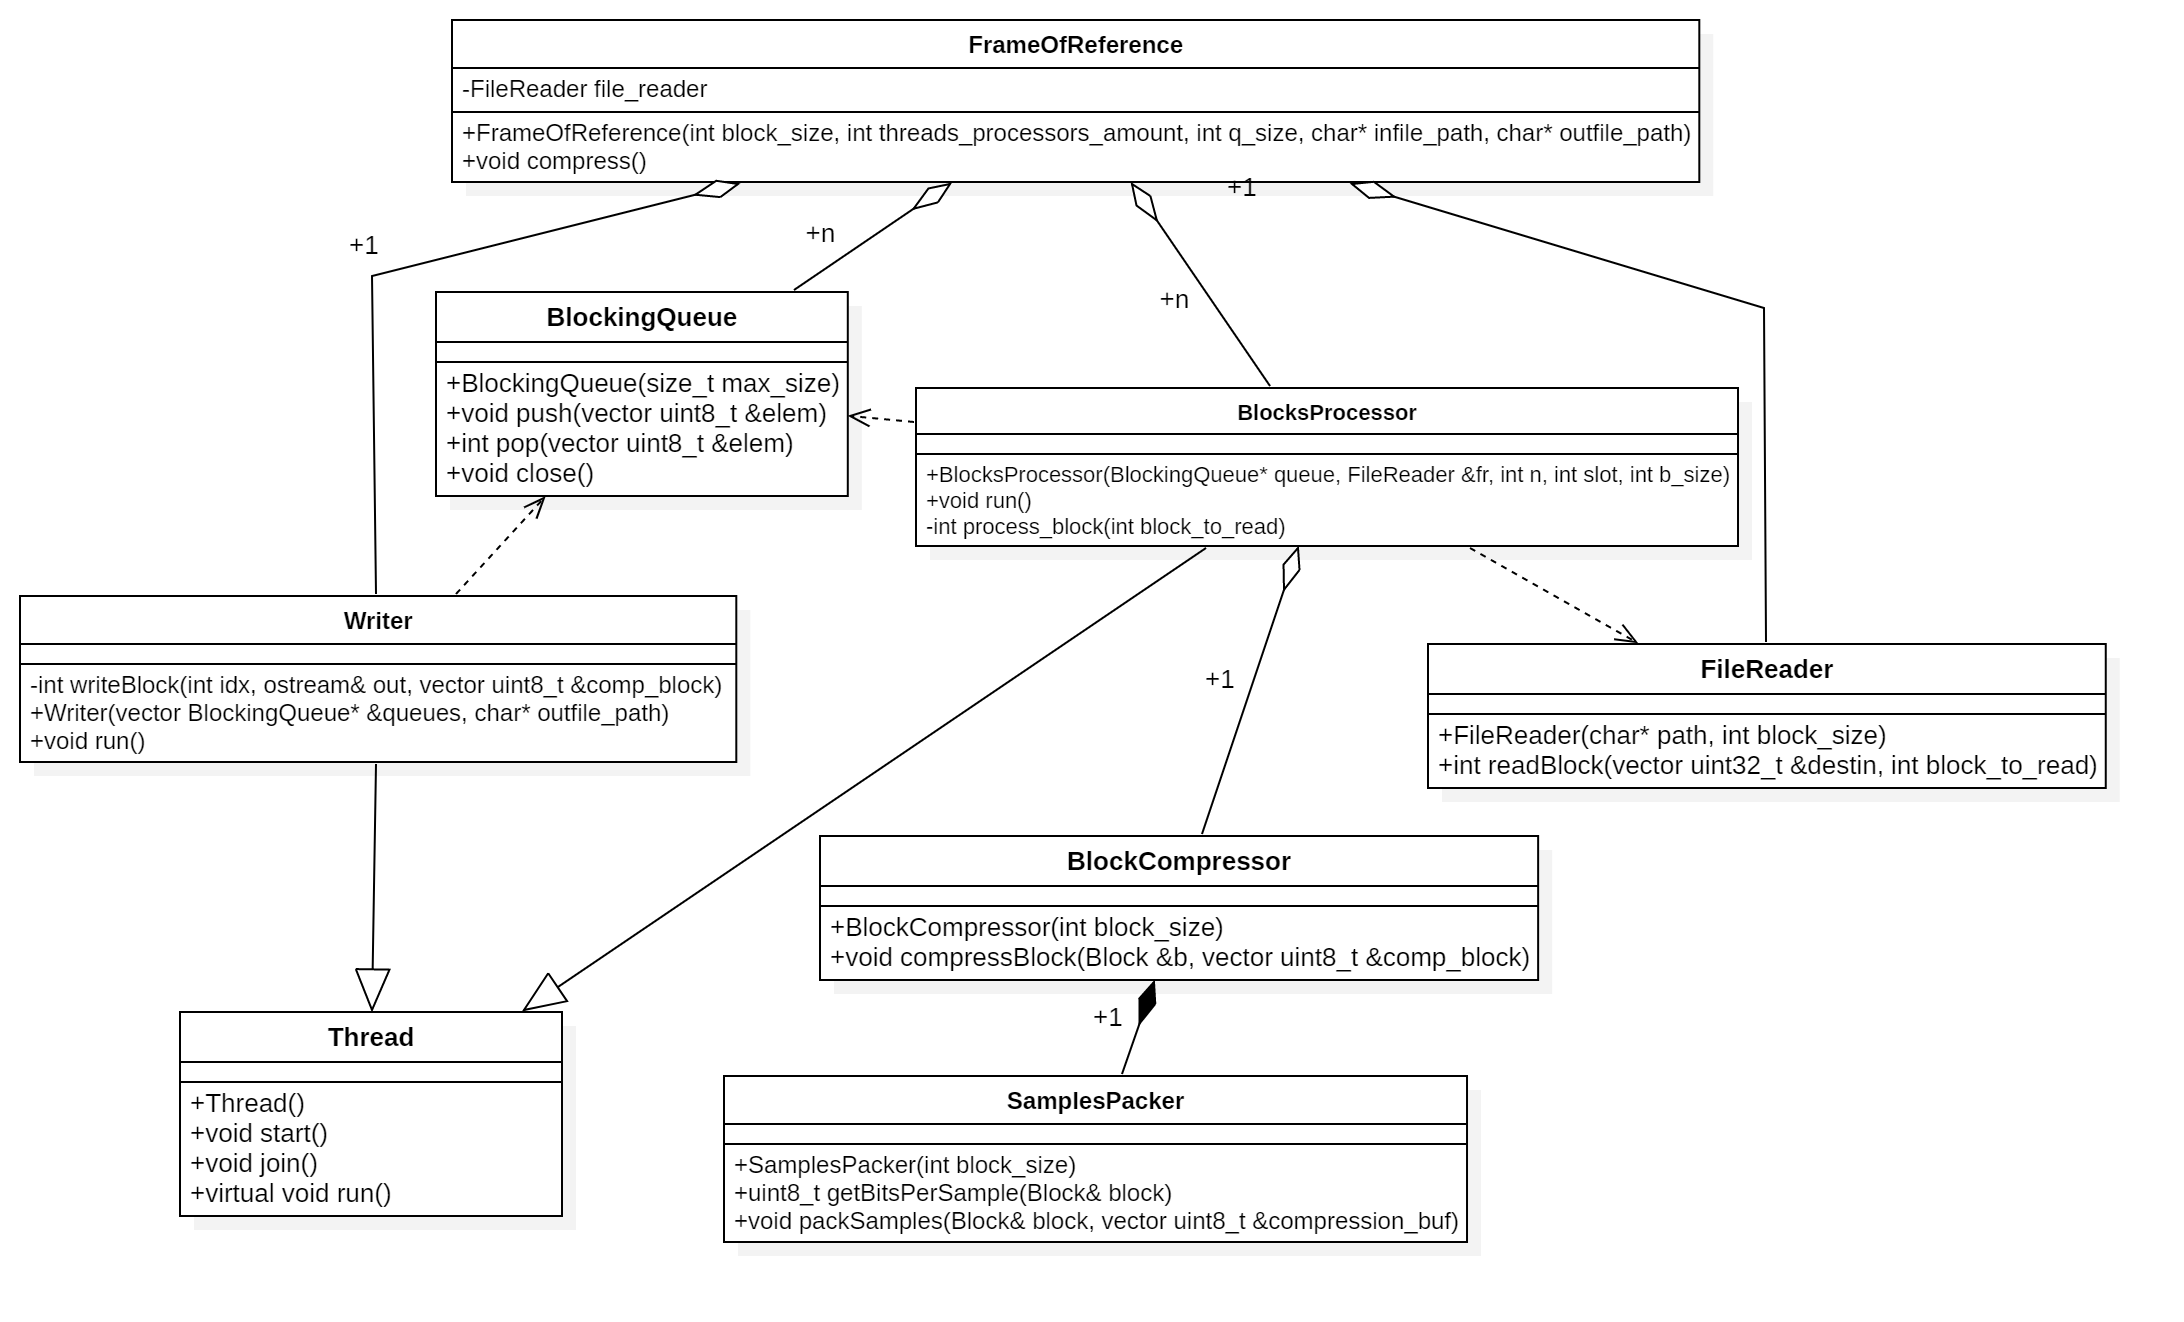 FrameOfReference
-FileReader file_reader
+FrameOfReference(int block_size, int threads_processors_amount, int q_size, char* infile_path, char* outfile_path)
+void compress()
+1
+n
+1
+n
BlockingQueue
+BlockingQueue(size_t max_size)
+void push(vector uint8_t &elem)
+int pop(vector uint8_t &elem)
+void close()
BlocksProcessor
+BlocksProcessor(BlockingQueue* queue, FileReader &fr, int n, int slot, int b_size)
+void run()
-int process_block(int block_to_read)
Writer
-int writeBlock(int idx, ostream& out, vector uint8_t &comp_block)
+Writer(vector BlockingQueue* &queues, char* outfile_path)
+void run()
+1
FileReader
+FileReader(char* path, int block_size)
+int readBlock(vector uint32_t &destin, int block_to_read)
BlockCompressor
+BlockCompressor(int block_size)
+void compressBlock(Block &b, vector uint8_t &comp_block)
+1
Thread
+Thread()
+void start()
+void join()
+virtual void run()
SamplesPacker
+SamplesPacker(int block_size)
+uint8_t getBitsPerSample(Block& block)
+void packSamples(Block& block, vector uint8_t &compression_buf)